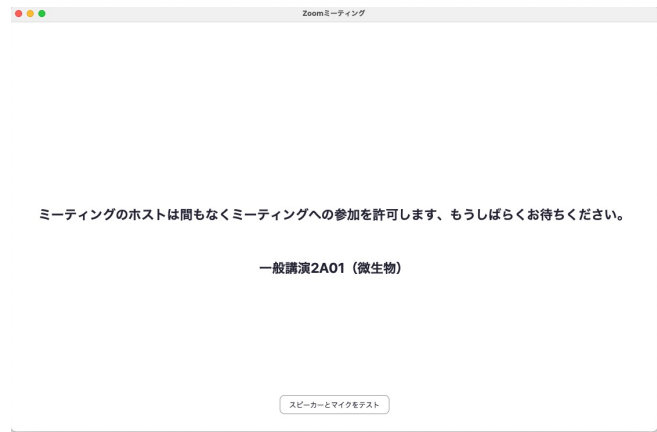 Zoomミーティング
ミーティングのホストは間もなくミーティングへの参加を許可します、もうしばらくお待ちください。
一般講演2A01（微生物）
スピーカーとマイクをテスト